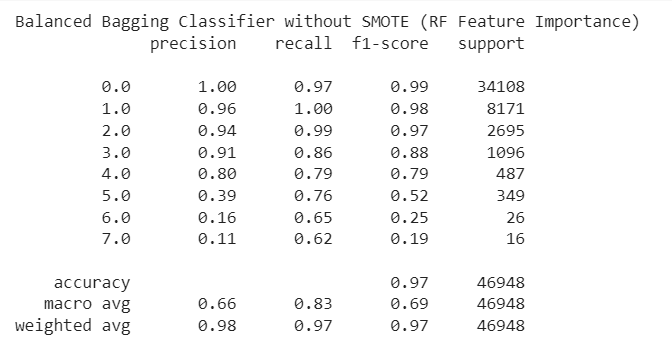 Balanced Bagging Classifier without SMOTE (RF Feature Importance)
precision recall f1-score support
0.0 1.00 0.97 0.99 34108
1.0 0.96 1.00 0.98 8171
2.0 0.94 0.99 0.97 2695
3.0 0.91 0.86 0.88 1096
4.0 0.80 0.79 0.79 487
5.0 0.39 0.76 0.52 349
6.0 0.16 0.65 0.25 26
7.0 0.11 0.62 0.19 16
accuracy 0.97 46948
macro avg 0.66 0.83 0.69 46948
weighted avg 0.98 0.97 0.97 46948